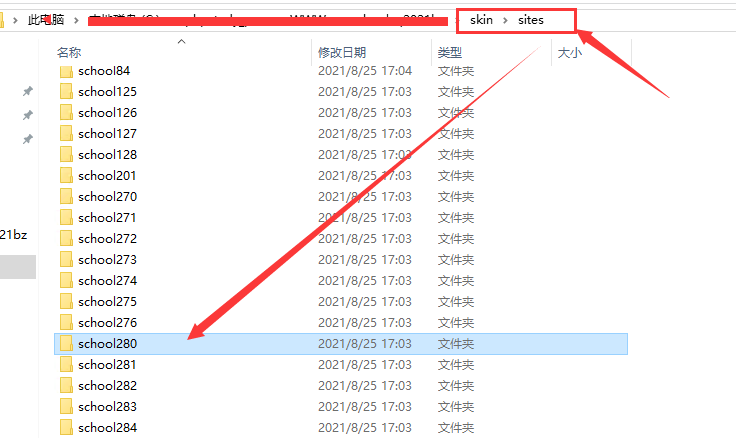 此电脑 › › skin › sites
名称 修改日期 类型 大小
school84 2021/8/25 17:04 文件夹
school125 2021/8/25 17:03 文件夹
school126 2021/8/25 17:03 文件夹
school127 2021/8/25 17:03 文件夹
school128 2021/8/25 17:03 文件夹
school201 2021/8/25 17:03 文件夹
school270 2021/8/25 17:03 文件夹
school271 2021/8/25 17:03 文件夹
21bz
school272 2021/8/25 17:03 文件夹
school273 2021/8/25 17:03 文件夹
school274 2021/8/25 17:03 文件夹
school275 2021/8/25 17:03 文件夹
school276 2021/8/25 17:03 文件夹
school280 2021/8/25 17:03 文件夹
school281 2021/8/25 17:03 文件夹
school282 2021/8/25 17:03 文件夹
school283 2021/8/25 17:03 文件夹
school284 2021/8/25 17:03 文件夹